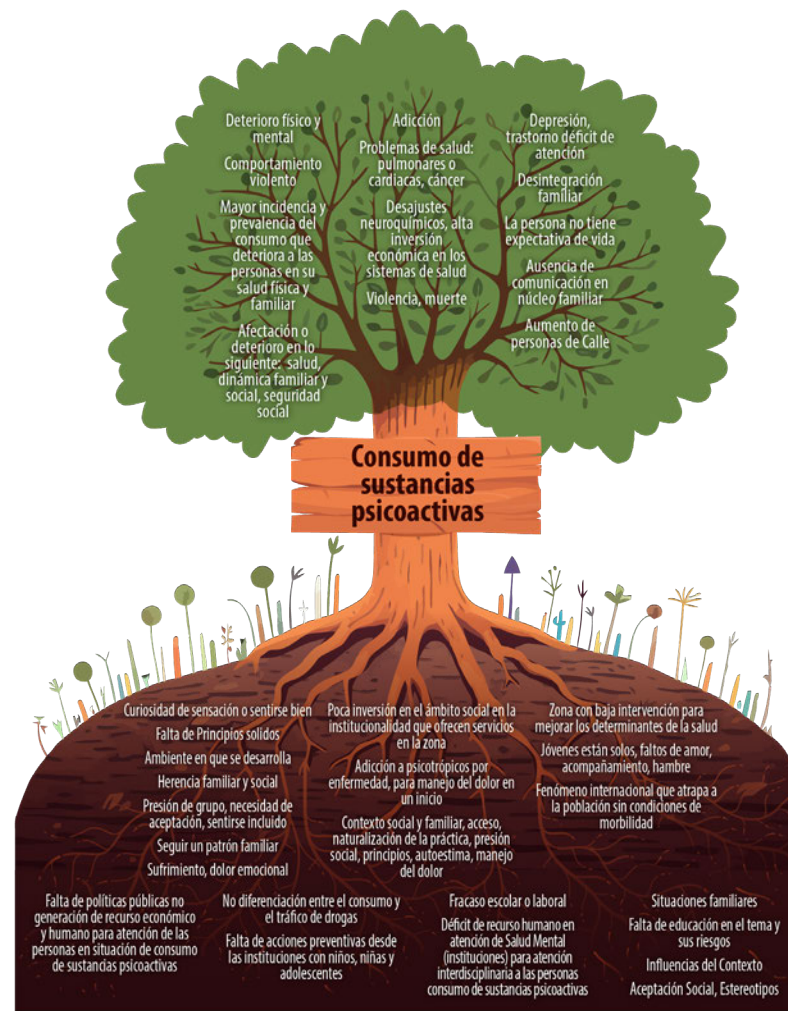 Deterioro físico y
mental
Comportamiento
violento
Mayor incidencia y
prevalencia del
consumo que
deteriora a las
personas en su
salud física y
familiar
Afectación o
deterioro en lo
siguiente: salud,
dinámica familiar y
social, seguridad
social
Adicción
Problemas de salud:
pulmonares o
cardiacas, cáncer
Desajustes
neuroquímicos, alta
inversión
económica en los
sistemas de salud
Violencia, muerte
Depresión,
trastorno déficit de
atención
Desintegración
familiar
La persona no tiene
expectativa de vida
Ausencia de
comunicación en
núcleo familiar
Aumento de
personas de Calle
Consumo de
sustancias
psicoactivas
Curiosidad de sensación o sentirse bien
Falta de Principios solidos
Ambiente en que se desarrolla
Herencia familiar y social
Presión de grupo, necesidad de
aceptación, sentirse incluido
Seguir un patrón familiar
Sufrimiento, dolor emocional
Poca inversión en el ámbito social en la
institucionalidad que ofrecen servicios
en la zona
Adicción a psicotrópicos por
enfermedad, para manejo del dolor en
un inicio
Contexto social y familiar, acceso,
naturalización de la práctica, presión
social, principios, autoestima, manejo
del dolor
Zona con baja intervención para
mejorar los determinantes de la salud
Jóvenes están solos, faltos de amor,
acompañamiento, hambre
Fenómeno internacional que atrapa a
la población sin condiciones de
morbilidad
Falta de políticas públicas no
generación de recurso económico
y humano para atención de las
personas en situación de consumo
de sustancias psicoactivas
No diferenciación entre el consumo y
el tráfico de drogas
Falta de acciones preventivas desde
las instituciones con niños, niñas y
adolescentes
Fracaso escolar o laboral
Déficit de recurso humano en
atención de Salud Mental
(instituciones) para atención
interdisciplinaria a las personas
consumo de sustancias psicoactivas
Situaciones familiares
Falta de educación en el tema y
sus riesgos
Influencias del Contexto
Aceptación Social, Estereotipos